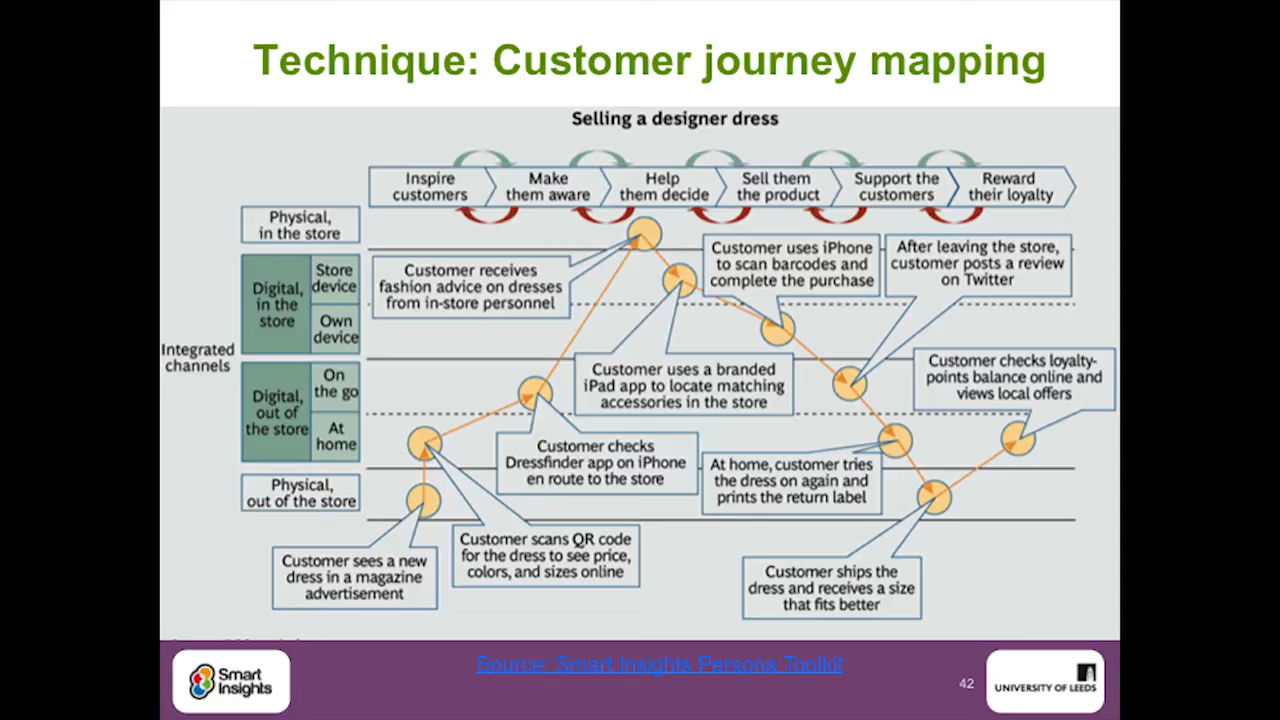 Technique: Customer journey mapping
Selling a designer dress
Inspire
customers
Make
them aware
Help
them decide
Sell them
the product
Support the
customers
Reward
their loyalty
Integrated
channels
Physical,
in the store
Digital,
in the
store
Store
device
Own
device
Digital,
out of
the store
On
the go
At
home
Physical,
out of the store
Customer receives
fashion advice on dresses
from in-store personnel
Customer uses iPhone
to scan barcodes and
complete the purchase
After leaving the store,
customer posts a review
on Twitter
Customer uses a branded
iPad app to locate matching
accessories in the store
Customer checks loyalty-
points balance online and
views local offers
Customer checks
Dressfinder app on iPhone
en route to the store
At home, customer tries
the dress on again and
prints the return label
Customer sees a new
dress in a magazine
advertisement
Customer scans QR code
for the dress to see price,
colors, and sizes online
Customer ships the
dress and receives a size
that fits better
Smart
Insights
Source: Smart Insights Persona Toolkit
42
UNIVERSITY OF LEEDS